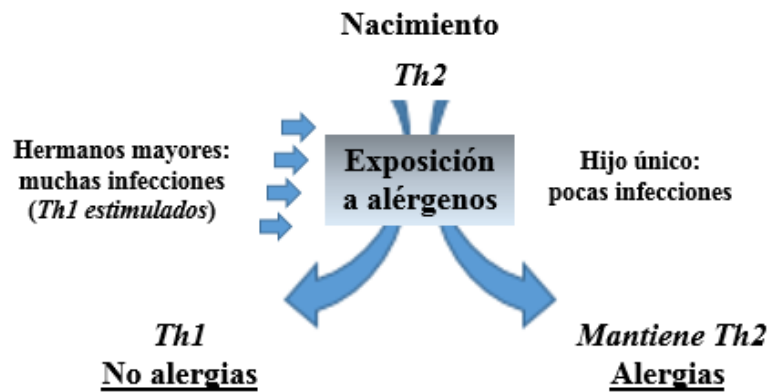 Nacimiento
Th2
Hermanos mayores:
muchas infecciones
(Th1 estimulados)
Exposición
a alérgenos
Hijo único:
pocas infecciones
Th1
No alergias
Mantiene Th2
Alergias